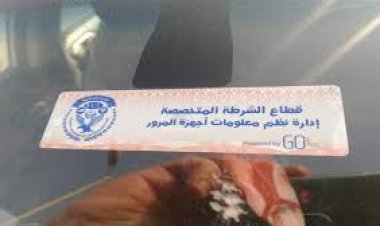 قطاع الشرطة المتخصصة
إدارة نظم معلومات أجهزة المرور
Powered by GO